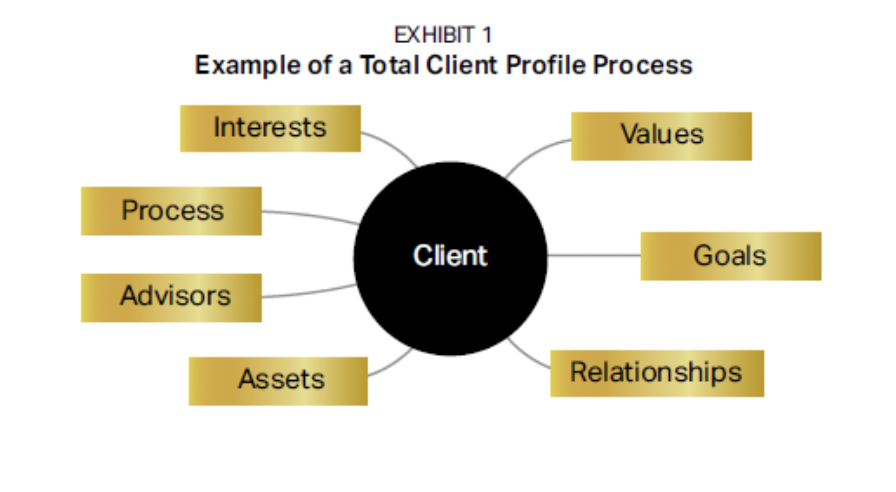 EXHIBIT 1
Example of a Total Client Profile Process
Interests
Values
Process
Client
Goals
Advisors
Assets
Relationships